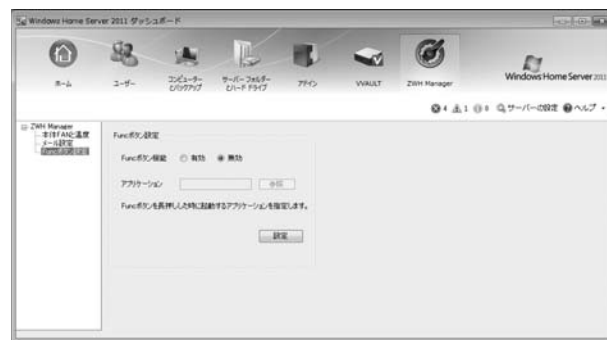 Windows Home Server 2011 ダッシュボード
ホーム
ユーザー
コンピューター
とバックアップ
サーバー フォルダー
とハード ドライブ
アドイン
VVAULT
ZWH Manager
Windows Home Server 2011
4 1 0 サーバーの設定 ヘルプ
ZWH Manager
本体FANと温度
メール設定
Funcボタン設定
Funcボタン設定
Funcボタン機能 有効 無効
アプリケーション 参照
Funcボタンを長押しした時に起動するアプリケーションを指定します。
設定